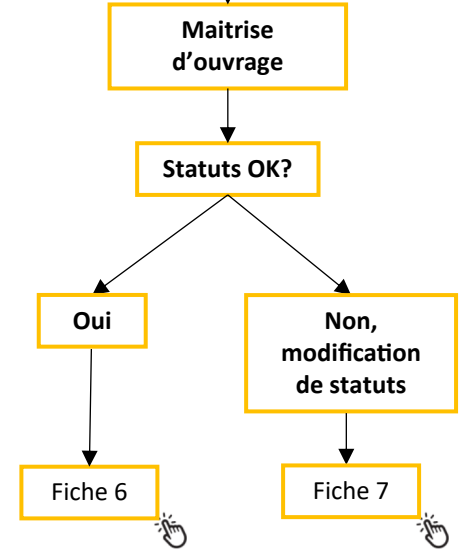 Maitrise
d'ouvrage
Statuts OK?
Oui
Non,
modification
de statuts
Fiche 6
Fiche 7